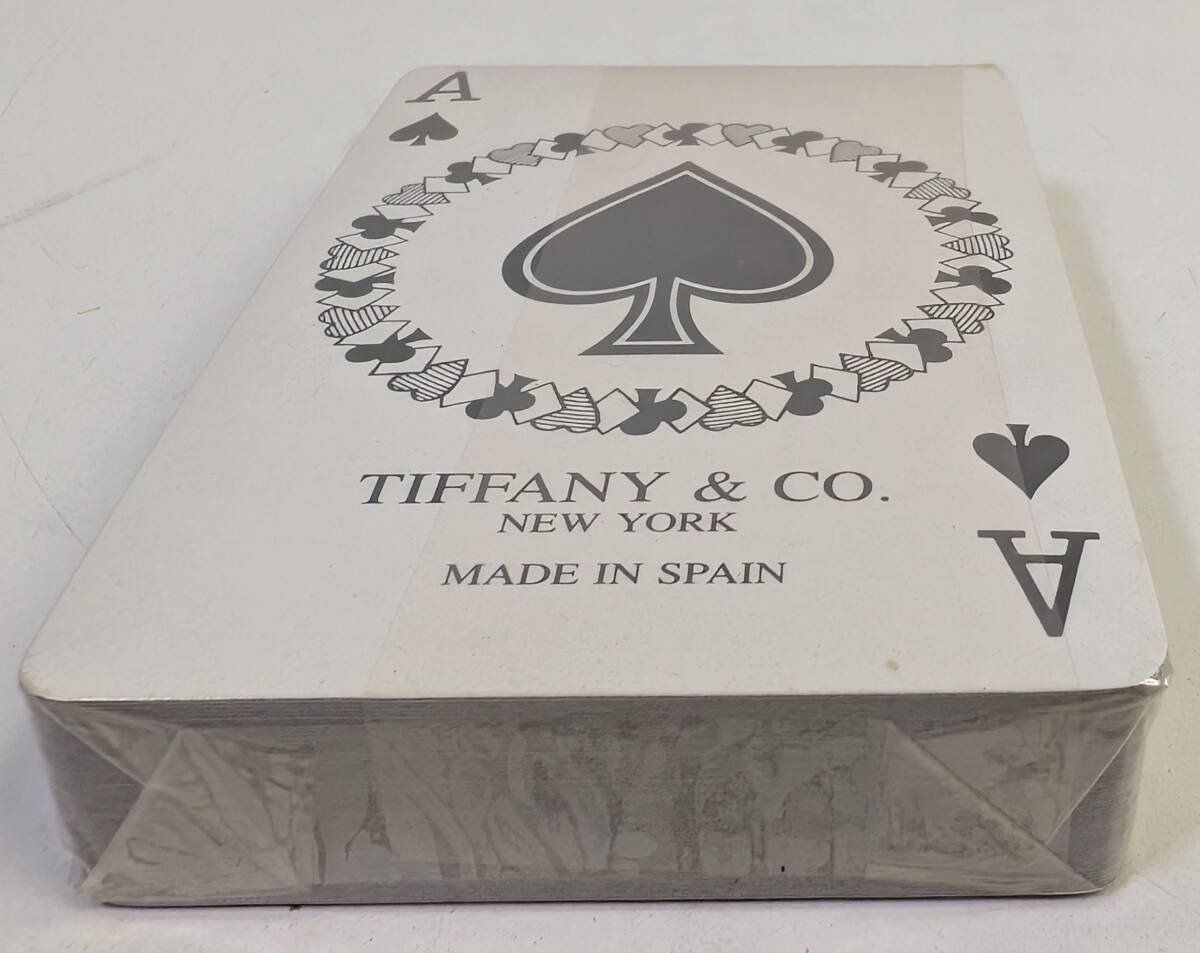 A
TIFFANY & CO.
NEW YORK
MADE IN SPAIN
A